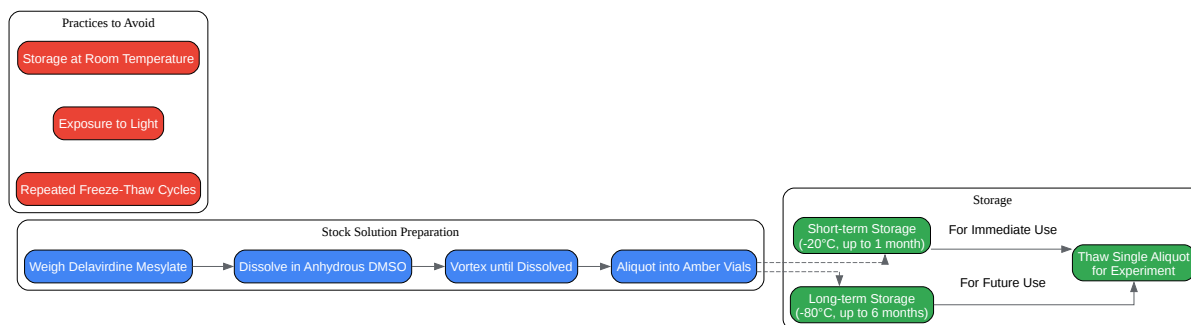 Practices to Avoid
Storage at Room Temperature
Exposure to Light
Repeated Freeze-Thaw Cycles
Stock Solution Preparation
Weigh Delavirdine Mesylate
Dissolve in Anhydrous DMSO
Vortex until Dissolved
Aliquot into Amber Vials
Storage
Short-term Storage
(-20°C, up to 1 month)
For Immediate Use
Long-term Storage
(-80°C, up to 6 months)
For Future Use
Thaw Single Aliquot
for Experiment